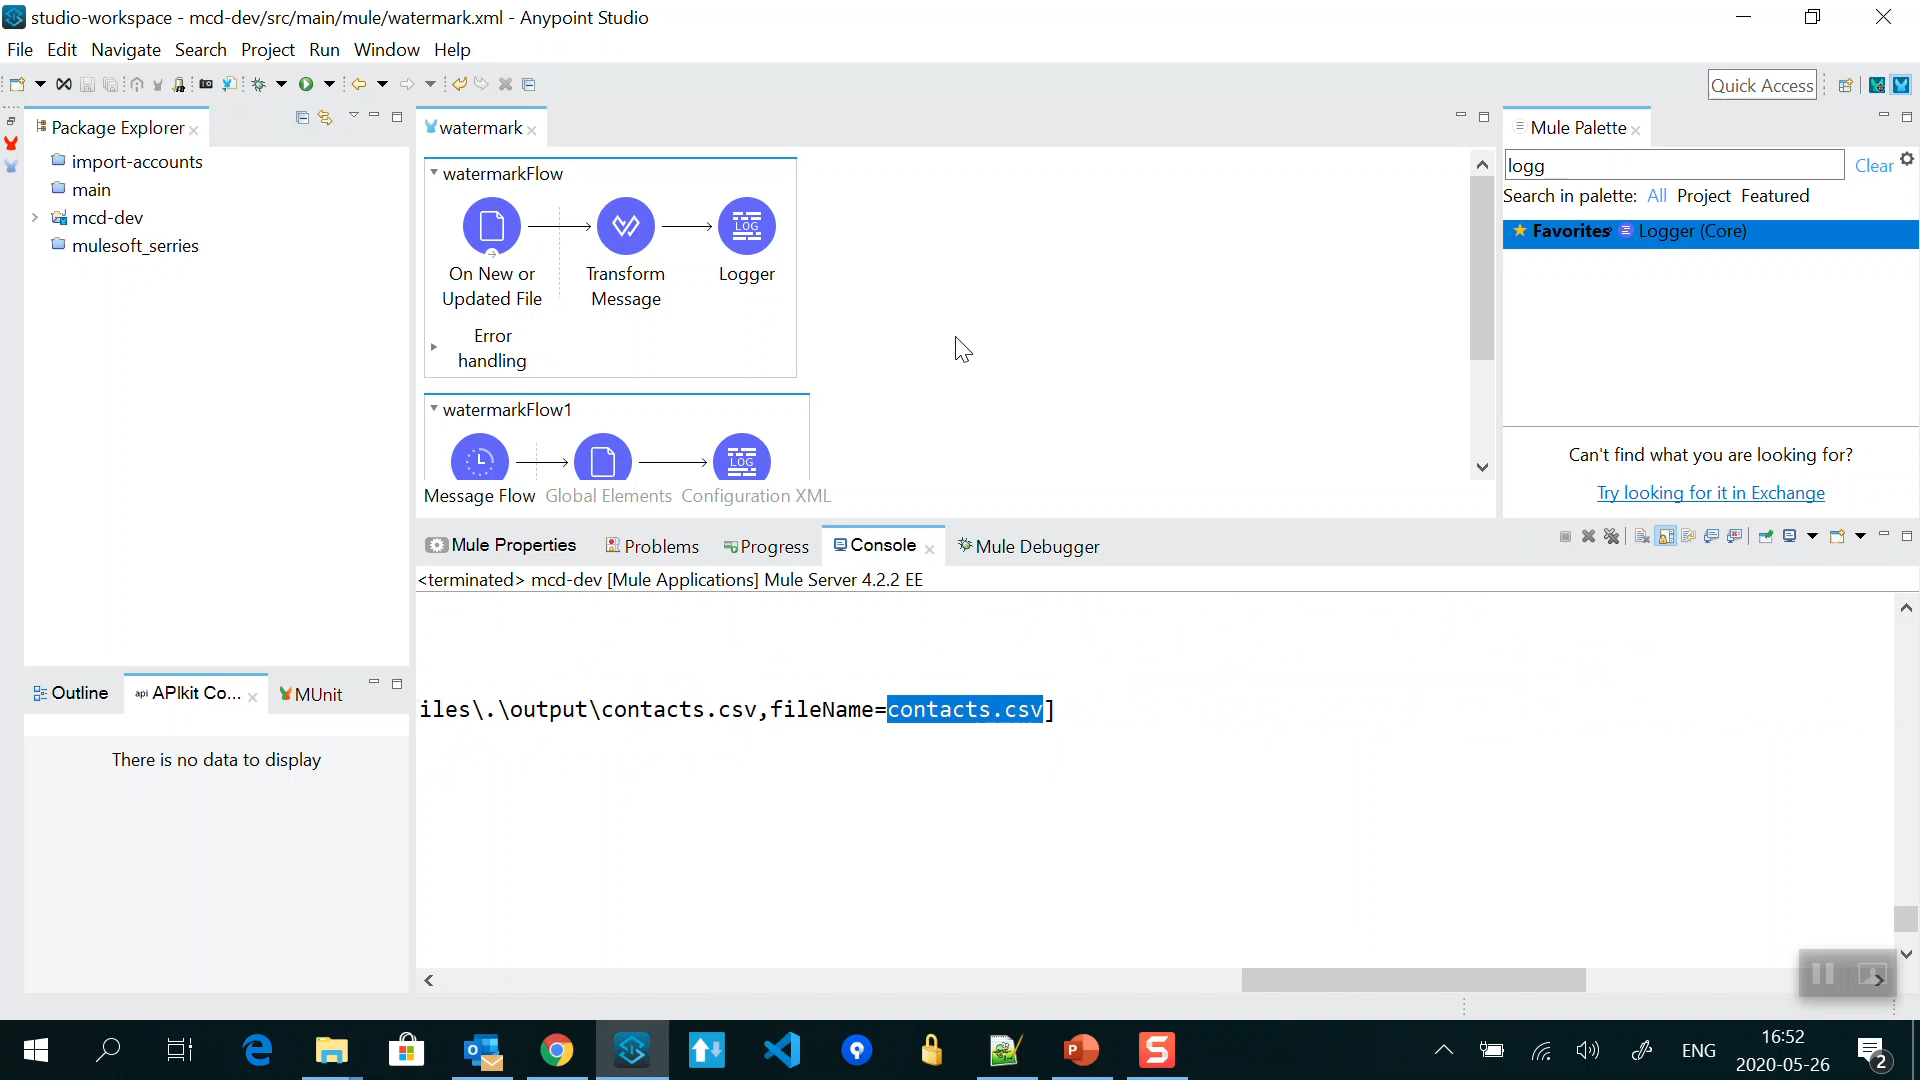 studio-workspace - mcd-dev/src/main/mule/watermark.xml - Anypoint Studio
File Edit Navigate Search Project Run Window Help
Quick Access
Package Explorer
import-accounts
main
mcd-dev
mulesoft_serries
watermark
watermarkFlow
LOG
On New or Updated File
Transform Message
Logger
Error handling
watermarkFlow1
LOG
Message Flow Global Elements Configuration XML
Mule Palette
logg
Clear
Search in palette: All Project Featured
Favorites Logger (Core)
Can't find what you are looking for?
Try looking for it in Exchange
Mule Properties Problems Progress Console Mule Debugger
<terminated> mcd-dev [Mule Applications] Mule Server 4.2.2 EE
iles\.\output\contacts.csv,fileName=contacts.csv]
Outline api APIkit Co... MUnit
There is no data to display
ENG
16:52
2020-05-26
2